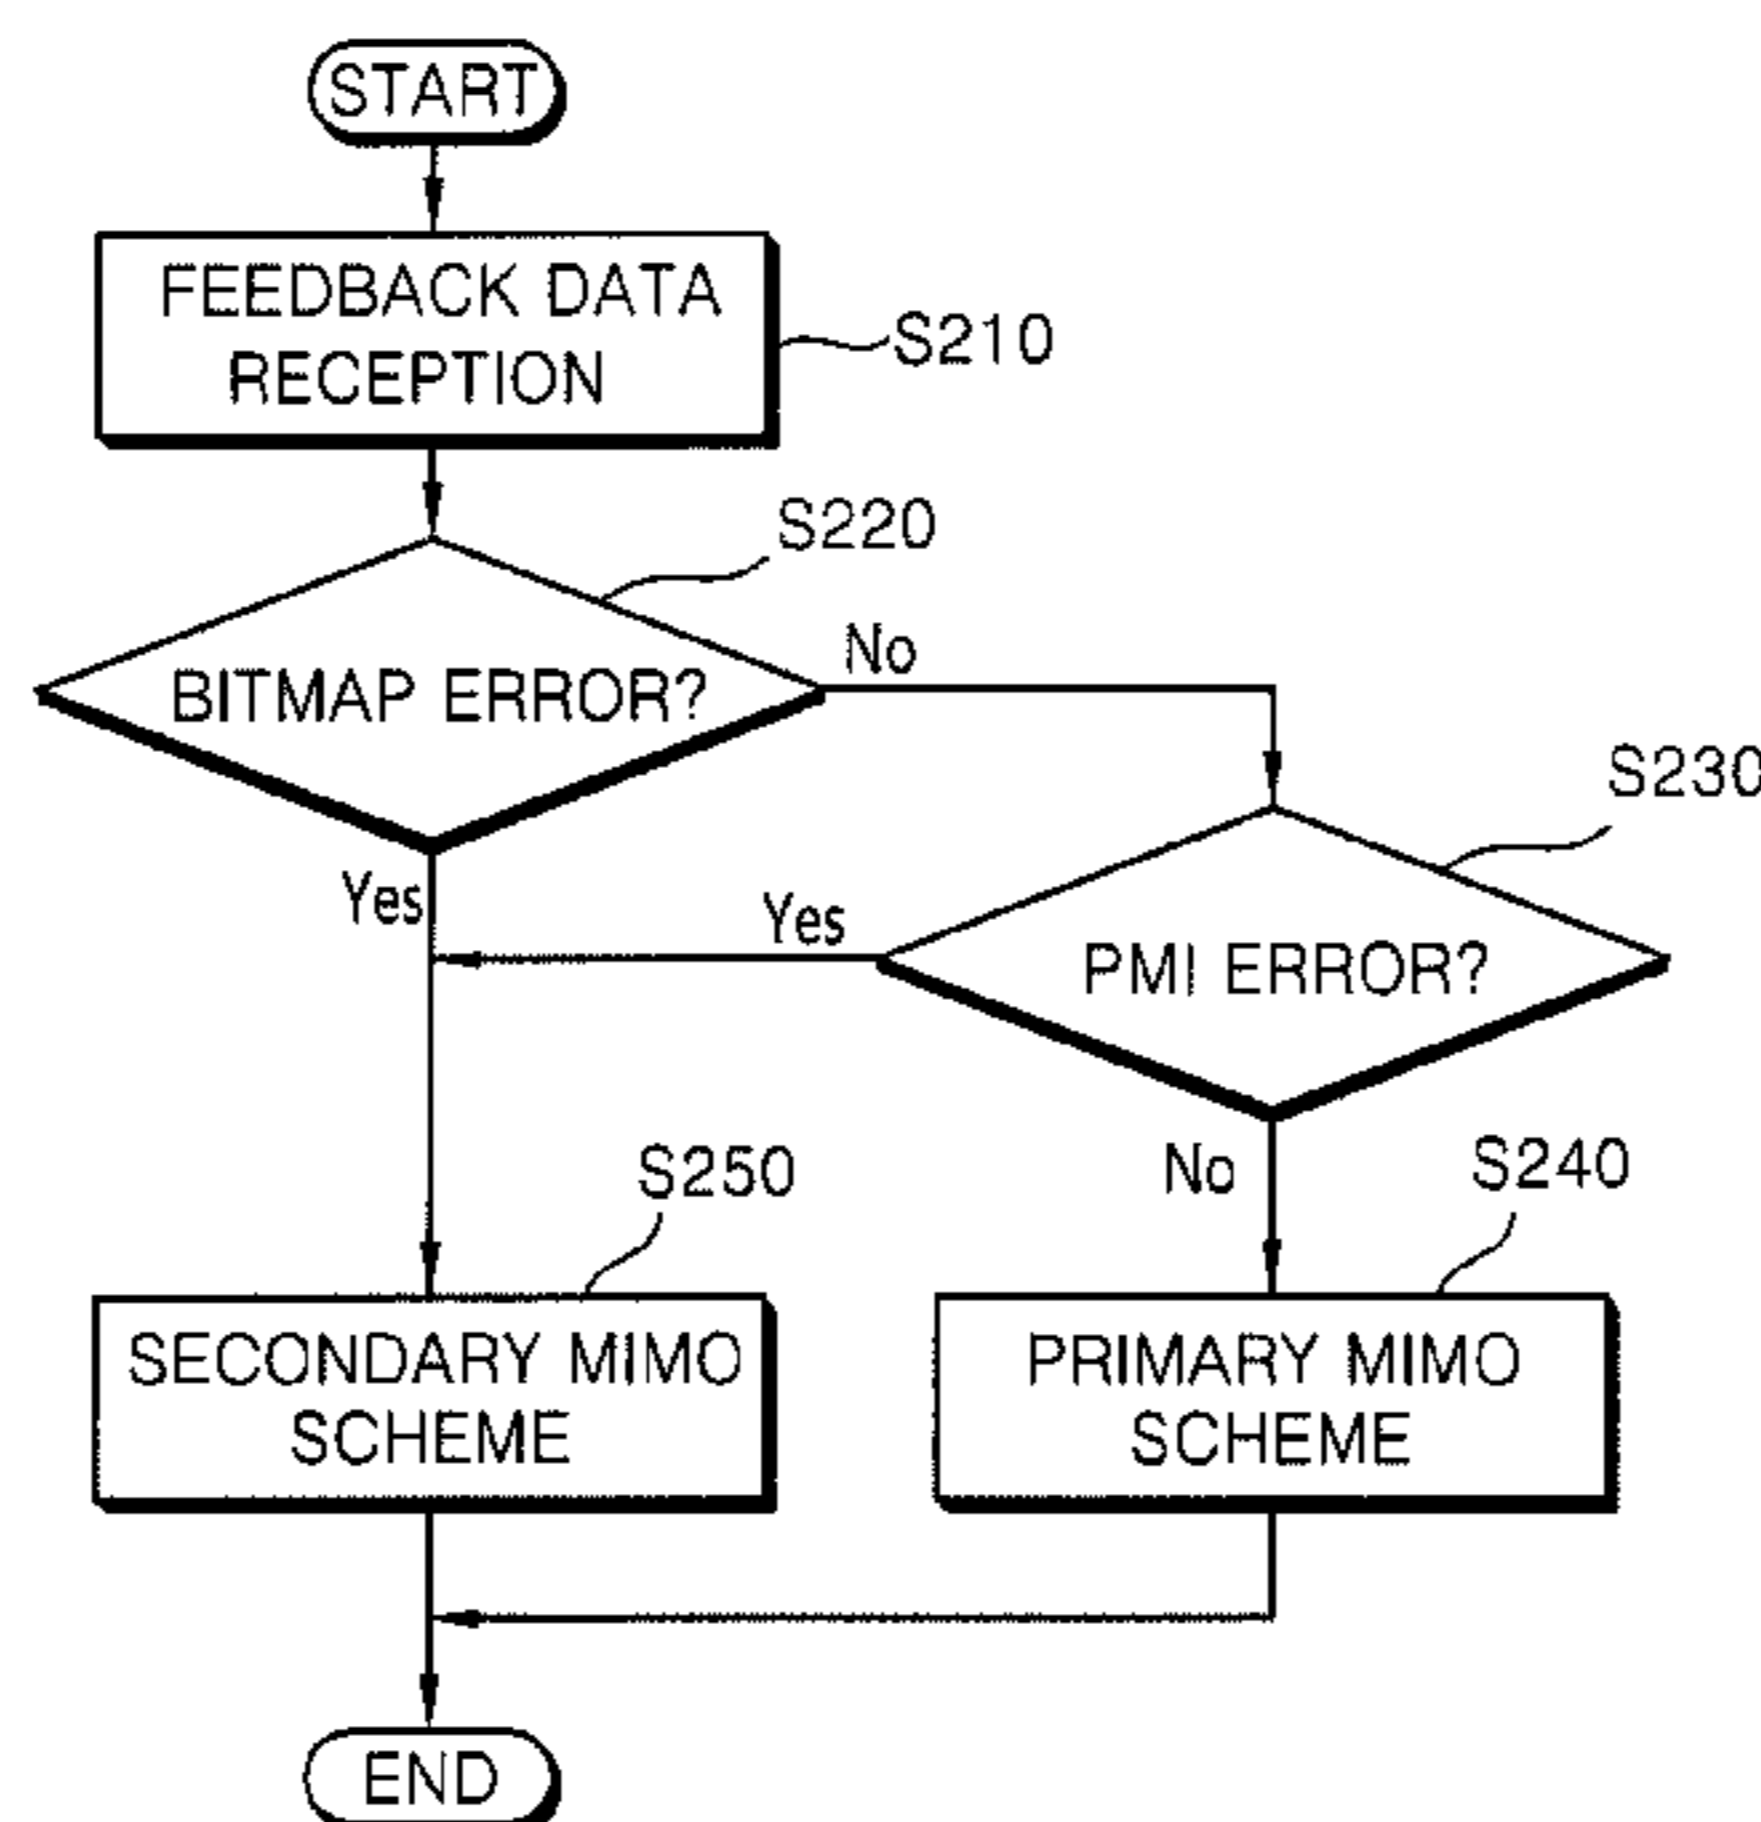 START
FEEDBACK DATA
RECEPTION
S210
S220
BITMAP ERROR?
No
S230
Yes
Yes
PMI ERROR?
No
S250
S240
SECONDARY MIMO
SCHEME
PRIMARY MIMO
SCHEME
END